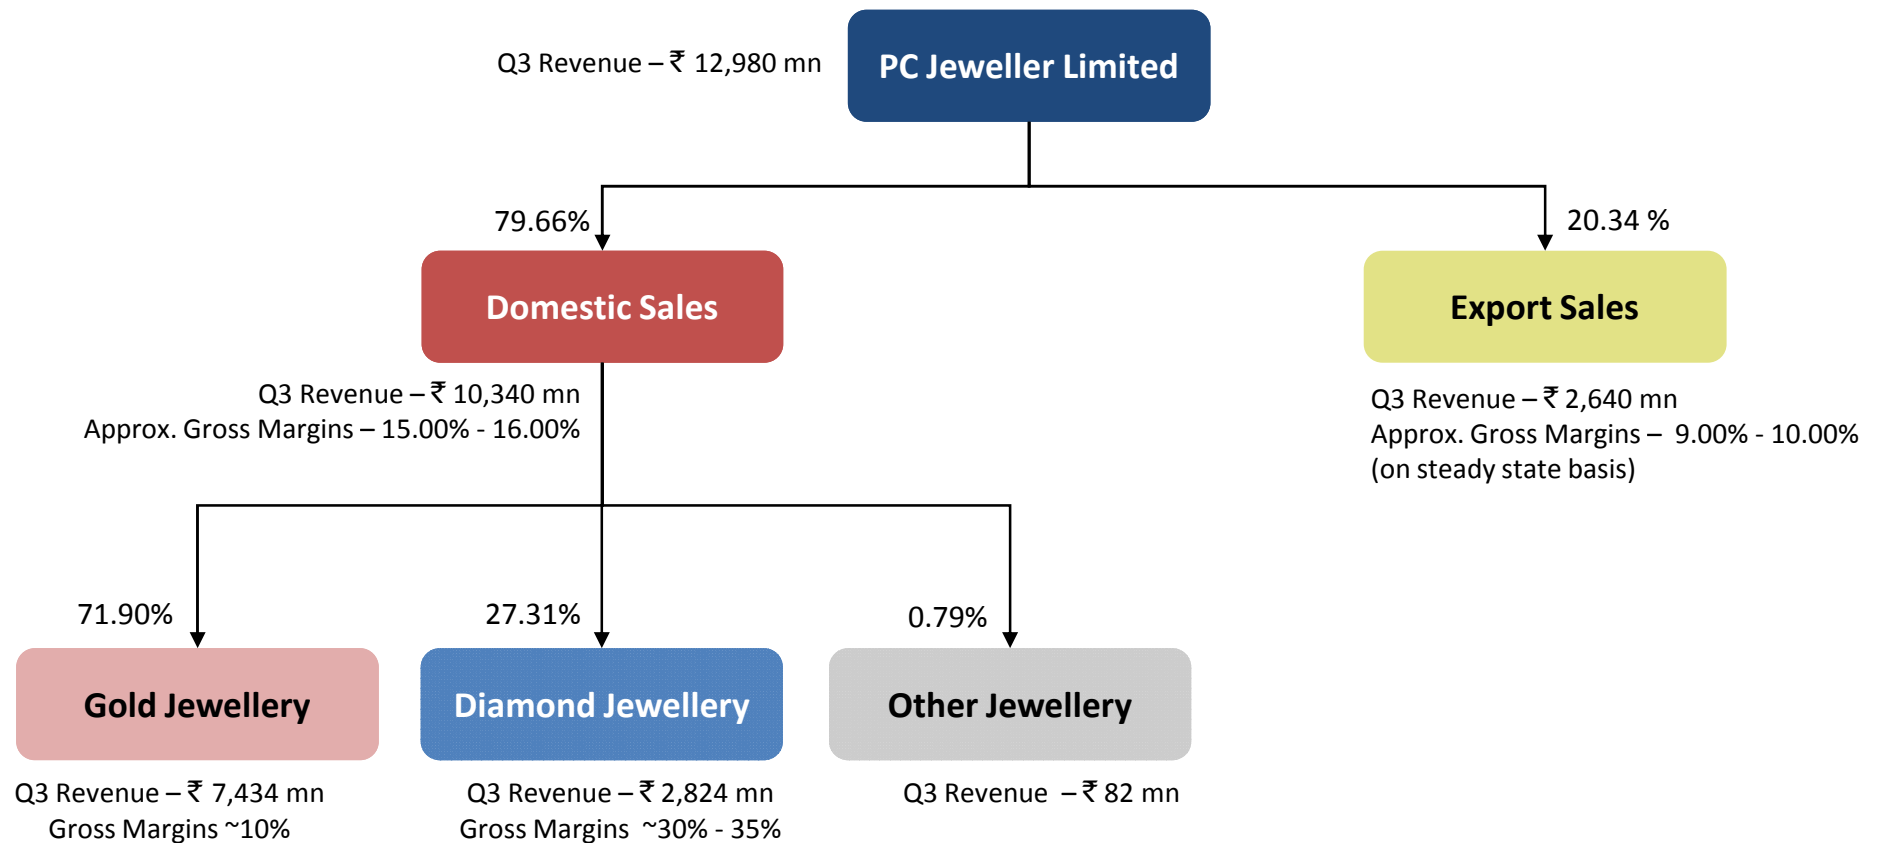 Q3 Revenue – ₹ 12,980 mn
PC Jeweller Limited
79.66%
20.34 %
Domestic Sales
Export Sales
Q3 Revenue – ₹ 10,340 mn
Approx. Gross Margins – 15.00% - 16.00%
Q3 Revenue – ₹ 2,640 mn
Approx. Gross Margins – 9.00% - 10.00%
(on steady state basis)
71.90%
27.31%
0.79%
Gold Jewellery
Diamond Jewellery
Other Jewellery
Q3 Revenue – ₹ 7,434 mn
Gross Margins ~10%
Q3 Revenue – ₹ 2,824 mn
Gross Margins ~30% - 35%
Q3 Revenue – ₹ 82 mn